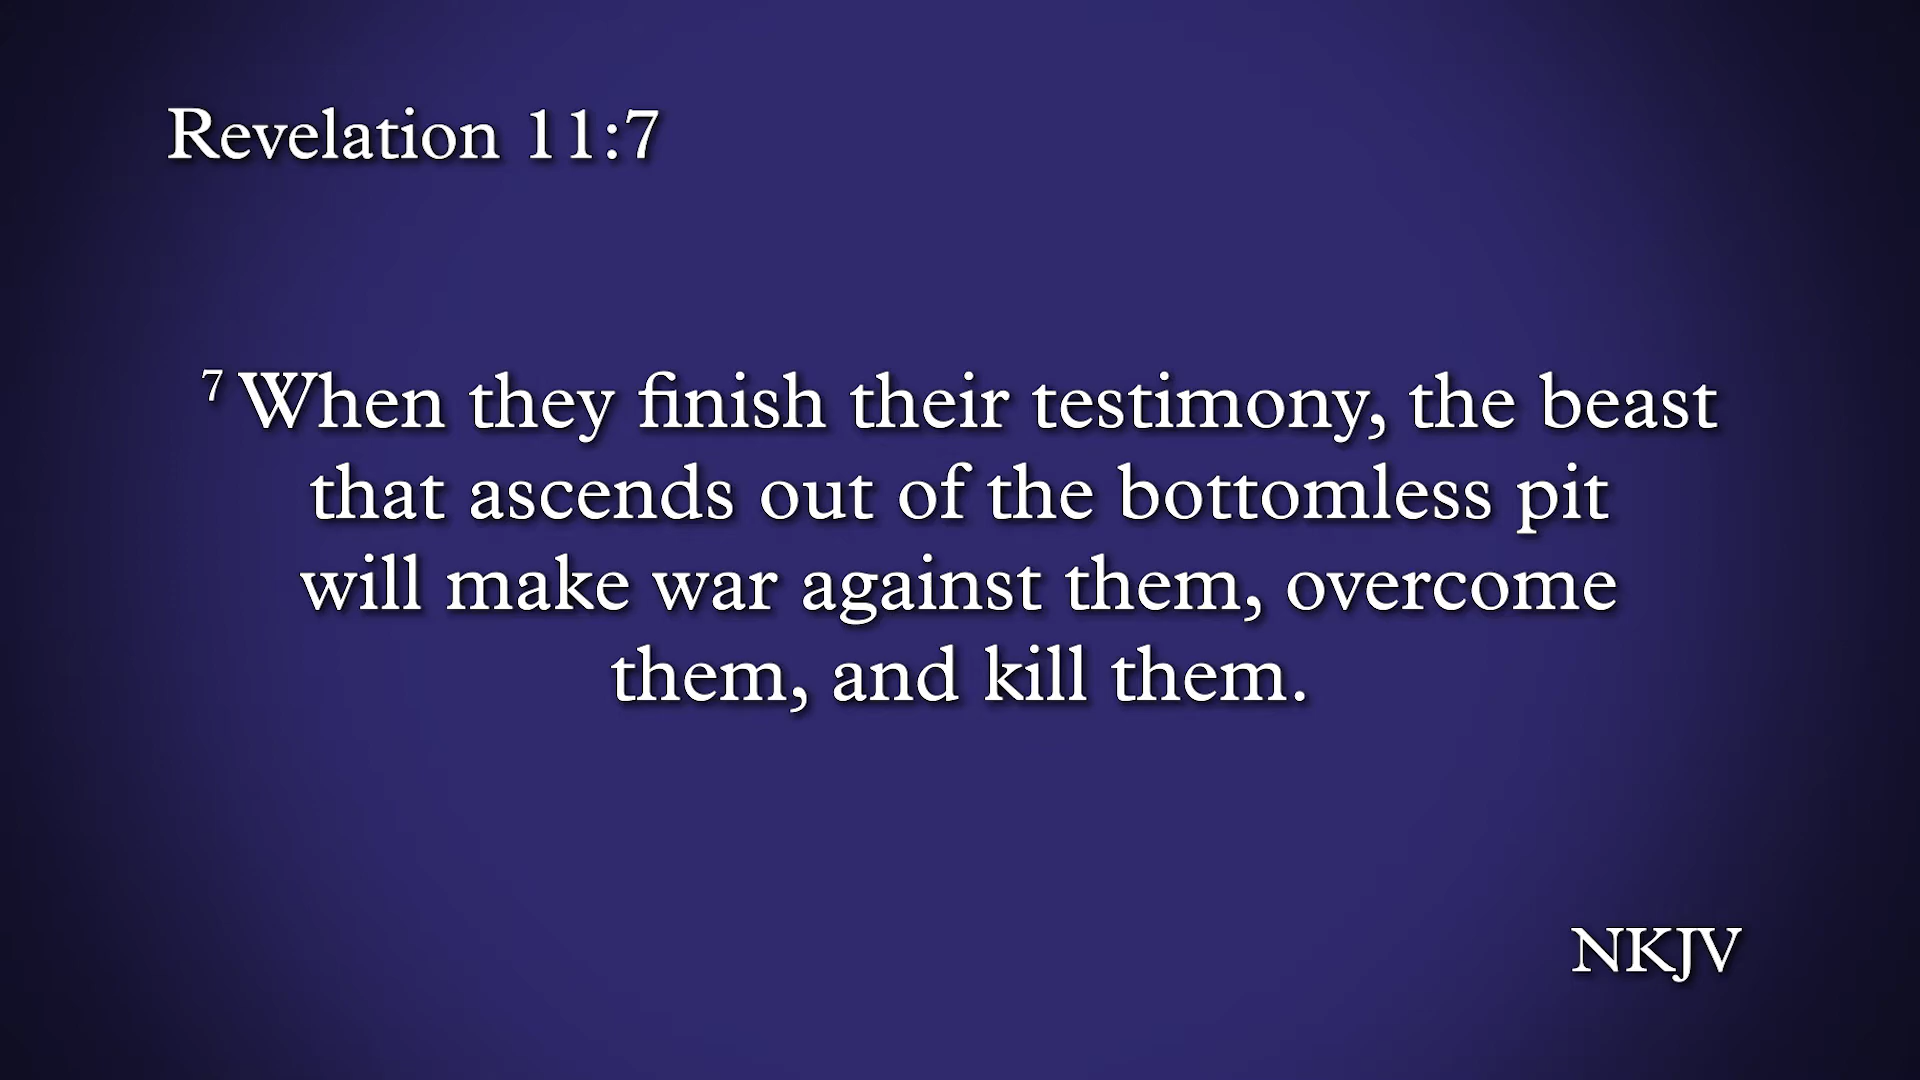 Revelation 11:7
7 When they finish their testimony, the beast
that ascends out of the bottomless pit
will make war against them, overcome
them, and kill them.
NKJV